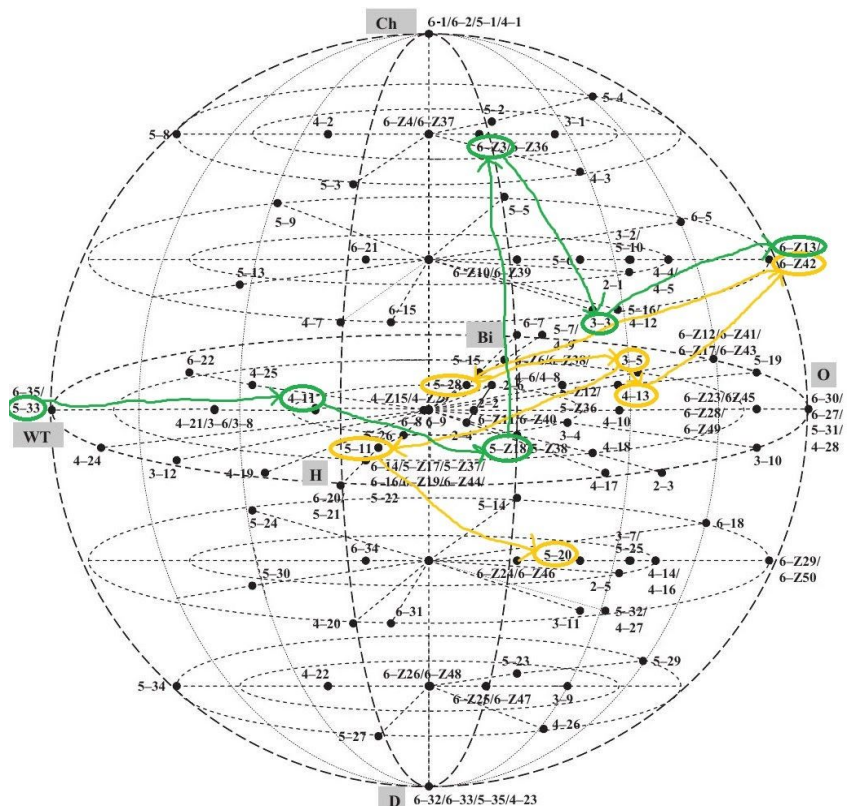 Ch 6-1/6-2/5-1/4-1
5-4
5-2
5-8 4-2 6-Z4/6-Z37 3-1
6-Z3/ Z36
5-3 4-3
5-9 5-5 6-5
3-2/
6-21 5-10 6-Z13/
5-6
5-13 6-Z10/6-Z39 4-4/ 6-Z42
4-5
2-1
4-7 6-15 3-3 5-16/
4-12
Bi 6-7 5-7/
4-9
6-Z12/6-Z41/
6-Z17/6-Z43
6-22 5-15 3-5 5-19
6-35/ 4-25 5-28 4-6/4-8 4-13 O
5-33 4-11 2-2 5-Z36 6-Z23/6Z45 6-30/
WT 4-21/3-6/3-8 6-8 6-9 6-Z40 4-10 6-Z28/ 6-27/
6-Z49 5-31/
4-28
5-26 2-4 3-4
4-24 5-11 5-Z18/5-Z38 4-18 3-10
3-12 4-19 H 6-14/5-Z17/5-Z37/ 4-17 2-3
6-16/6-Z19/6-Z44/
6-20 5-22
5-21 5-14
5-24 6-18
3-7/
6-34 5-20 5-25
5-30 6-Z24/6-Z46 4-14/ 6-Z29/
2-5 4-16 6-Z50
6-31 3-11 5-32/
4-20 4-27
5-29
5-34 4-22 6-Z26/6-Z48 5-23
6-Z25/6-Z47 3-9
5-27 4-26
D 6-32/6-33/5-35/4-23